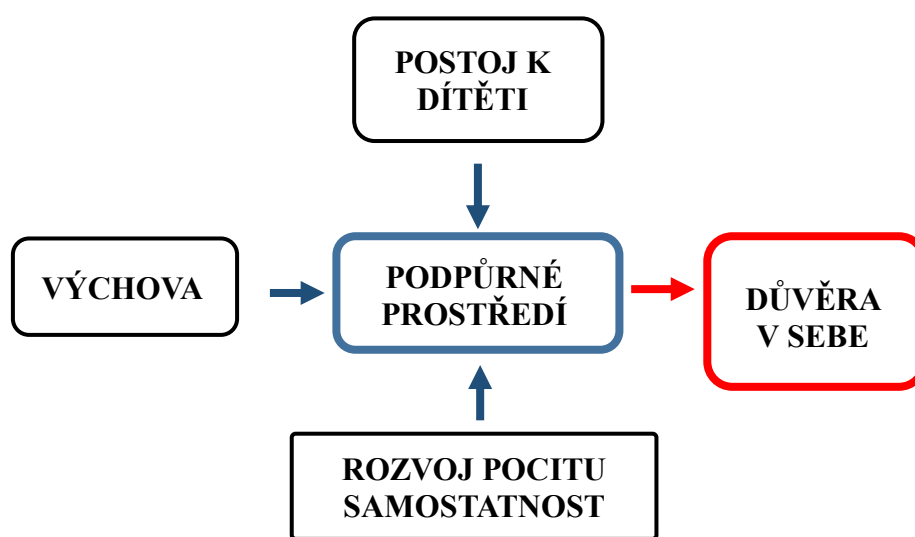 POSTOJ K
DÍTĚTI
VÝCHOVA
PODPŮRNÉ
PROSTŘEDÍ
DŮVĚRA
V SEBE
ROZVOJ POCITU
SAMOSTATNOST